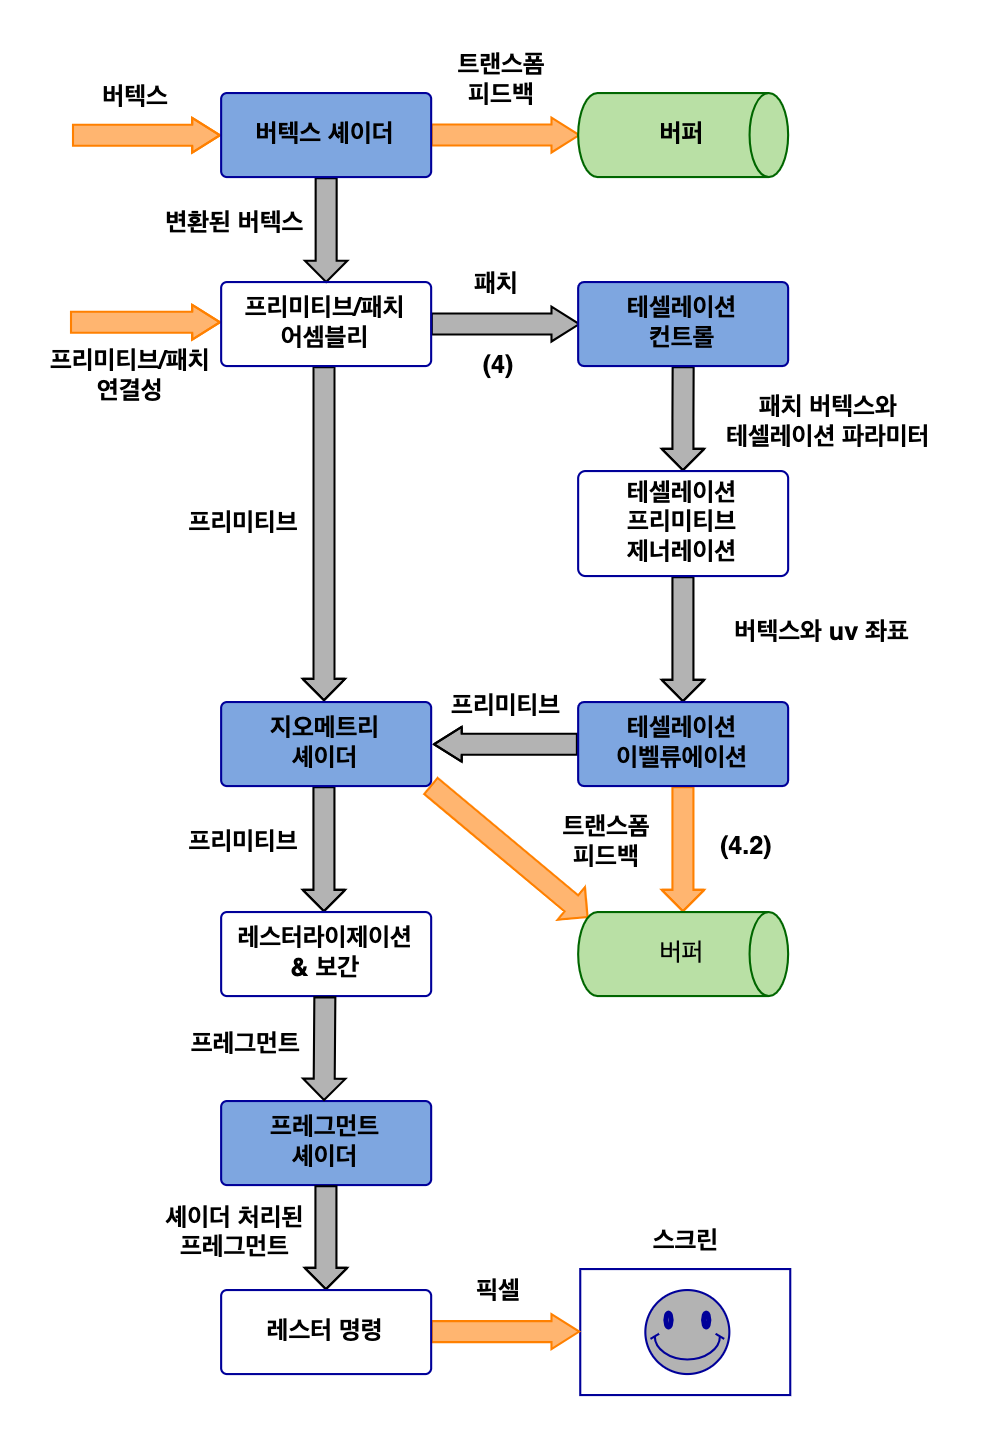 트랜스폼
피드백
버텍스
버텍스 셰이더
버퍼
변환된 버텍스
프리미티브/패치
어셈블리
패치
(4)
테셀레이션
컨트롤
프리미티브/패치
연결성
패치 버텍스와
테셀레이션 파라미터
테셀레이션
프리미티브
제너레이션
프리미티브
버텍스와 uv 좌표
지오메트리
셰이더
프리미티브
테셀레이션
이밸류에이션
프리미티브
트랜스폼
피드백
(4.2)
레스터라이제이션
& 보간
버퍼
프레그먼트
프레그먼트
셰이더
셰이더 처리된
프레그먼트
스크린
레스터 명령
픽셀